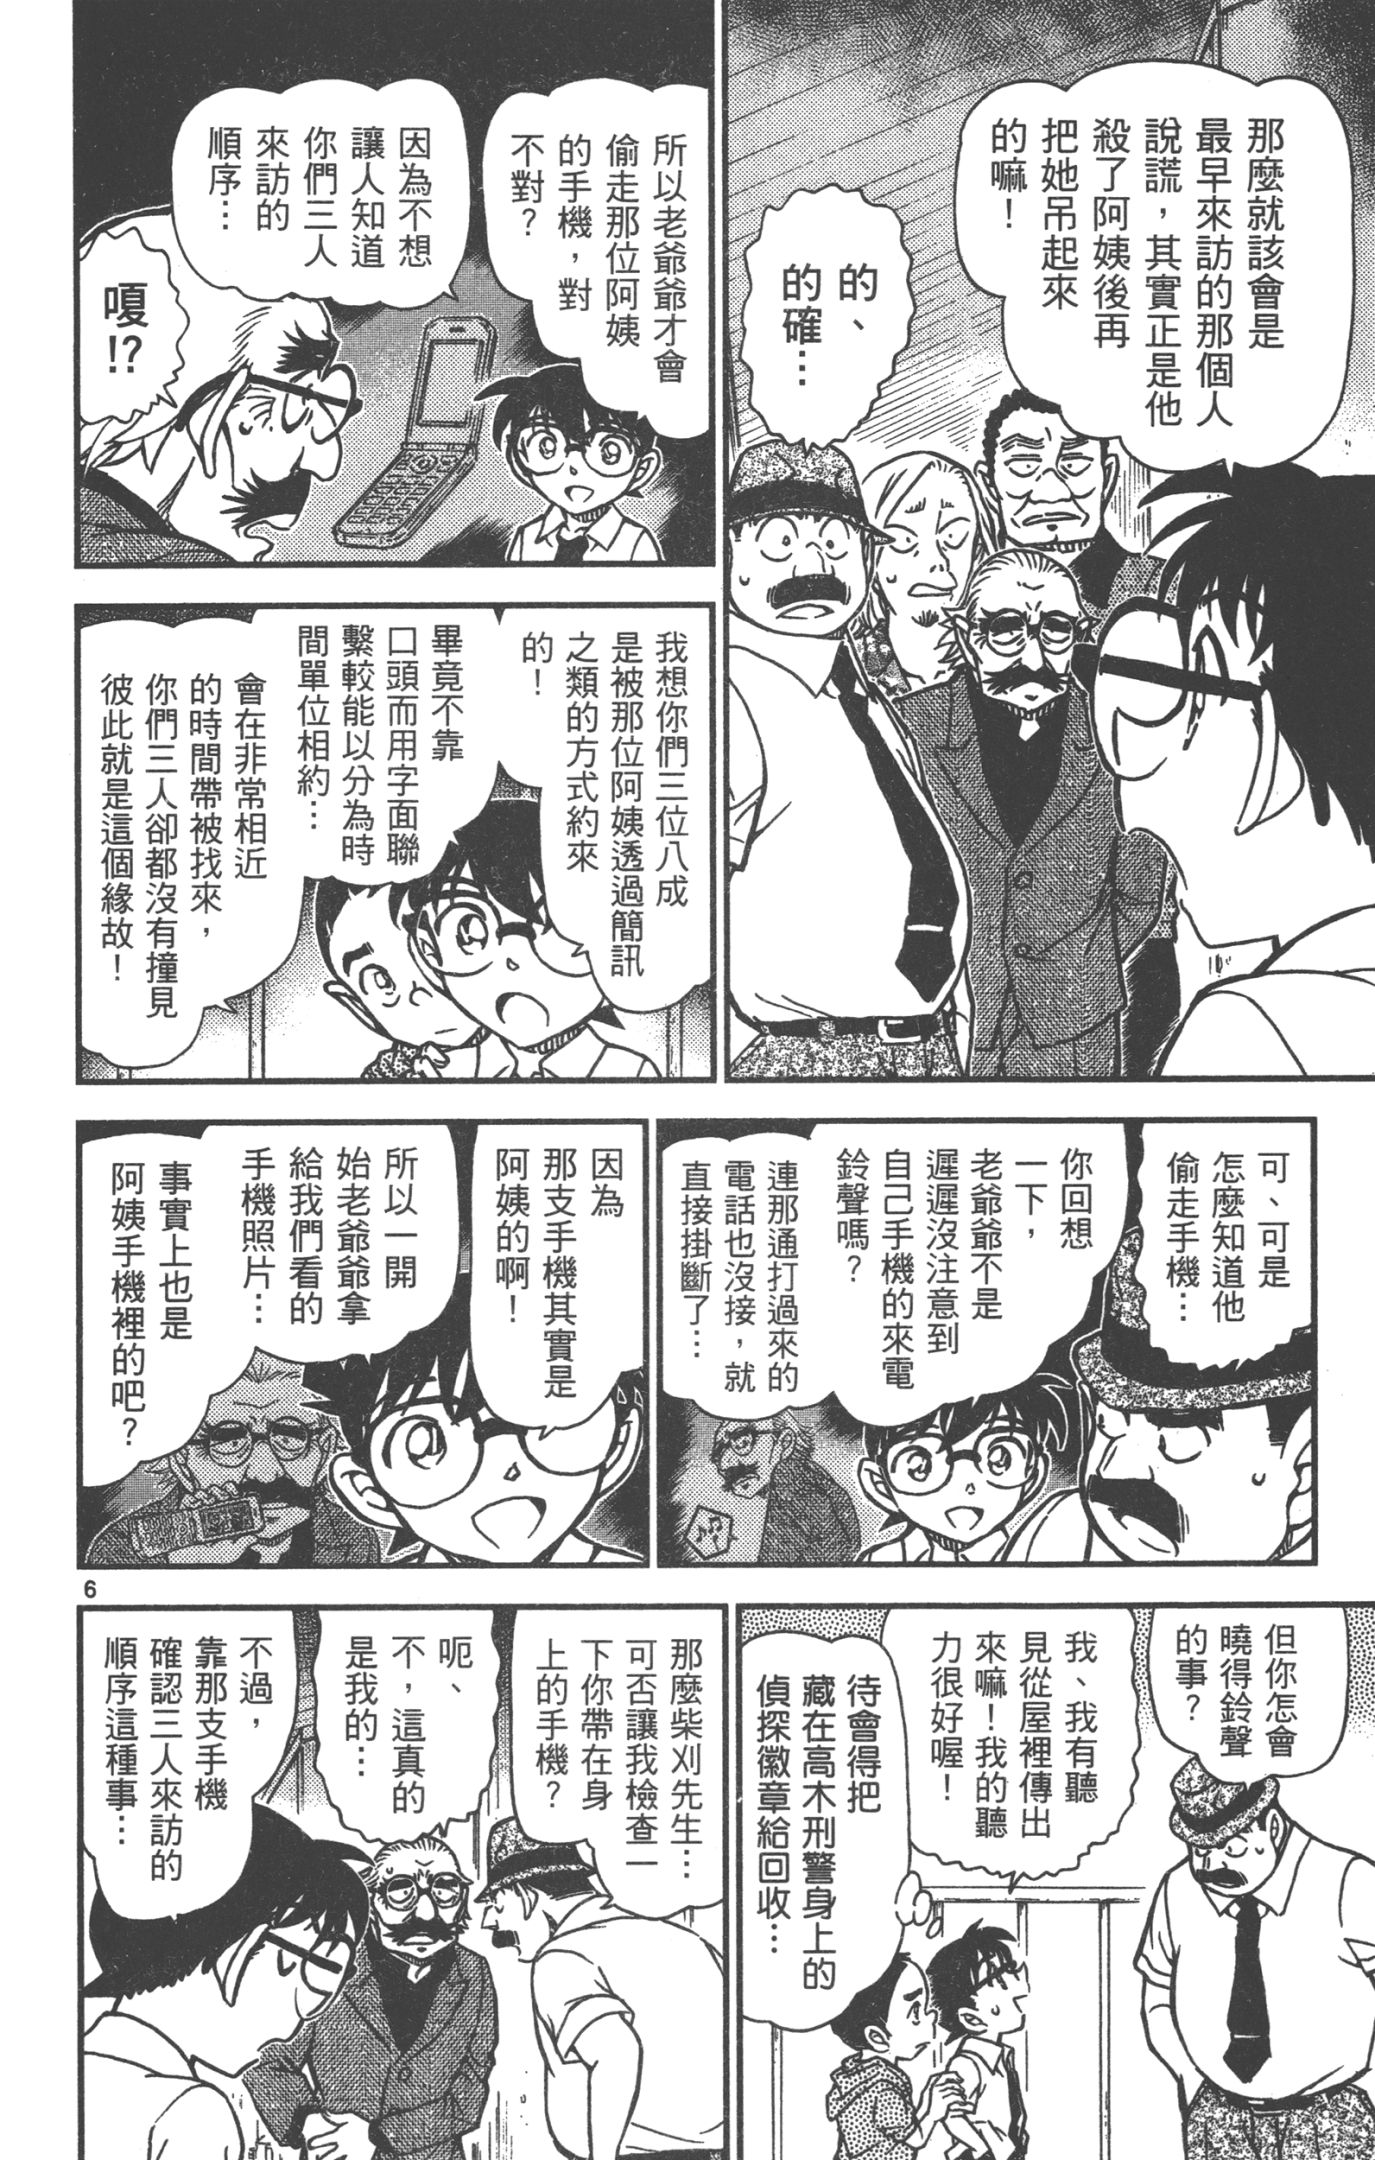 那麼就該會是
最早來訪的那個人
說謊，其實正是他
殺了阿姨後再
把她吊起來
的嘛！
的、
的確…
所以老爺爺才會
偷走那位阿姨
的手機，對
不對？
因為不想
讓人知道
你們三人
來訪的
順序…
嗄
!?
我想你們三位八成
是被那位阿姨透過簡訊
之類的方式約來
的！
畢竟不靠
口頭而用字面聯
繫較能以分為時
間單位相約…
會在非常相近
的時間帶被找來，
你們三人卻都沒有撞見
彼此就是這個緣故！
可、可是
怎麼知道他
偷走手機…
你回想
一下，
老爺爺不是
遲遲沒注意到
自己手機的來電
鈴聲嗎？
連那通打過來的
電話也沒接，就
直接掛斷了…
因為
那支手機其實是
阿姨的啊！
所以一開
始老爺爺拿
給我們看的
手機照片…
事實上也是
阿姨手機裡的吧？
6
但你怎會
曉得鈴聲
的事？
我、我有聽
見從屋裡傳出
來嘛！我的聽
力很好喔！
待會得把
藏在高木刑警身上的
偵探徽章給回收…
那麼柴刈先生…
可否讓我檢查一
下你帶在身
上的手機？
呃、
不，這真的
是我的…
不過，
靠那支手機
確認三人來訪的
順序這種事…